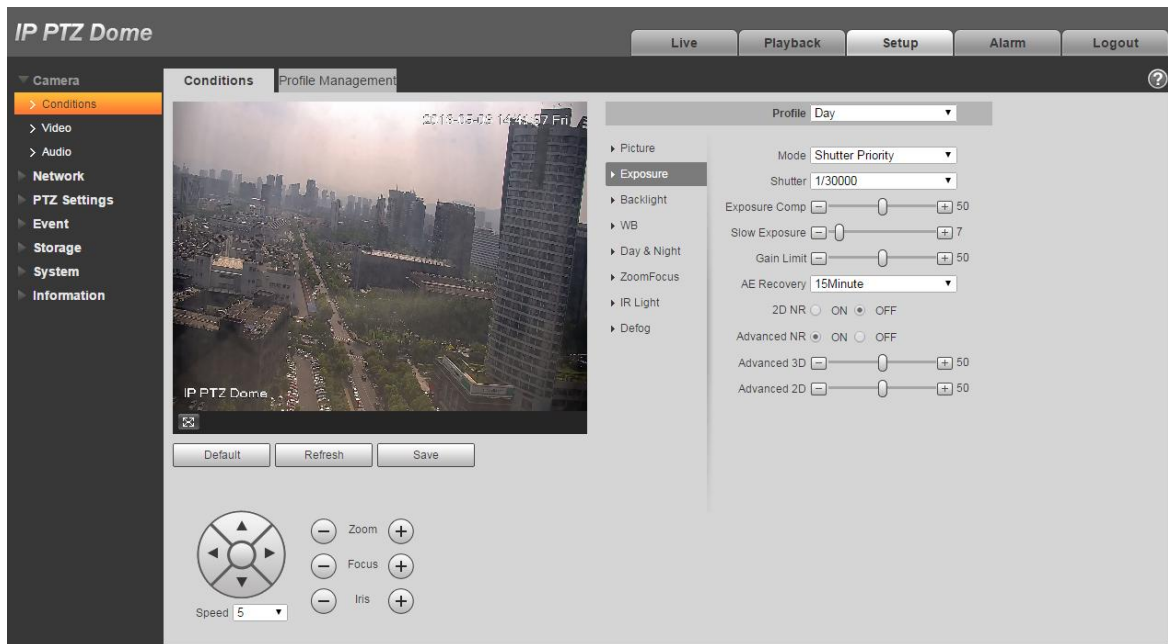 IP PTZ Dome
Live Playback Setup Alarm Logout
Camera
Conditions
Video
Audio
Network
PTZ Settings
Event
Storage
System
Information
Conditions Profile Management
14:41:37 Fri
IP PTZ Dome
Default Refresh Save
Zoom
Focus
Iris
Speed 5
Profile Day
Picture
Exposure
Backlight
WB
Day & Night
ZoomFocus
IR Light
Defog
Mode Shutter Priority
Shutter 1/30000
Exposure Comp 50
Slow Exposure 7
Gain Limit 50
AE Recovery 15Minute
2D NR ON OFF
Advanced NR ON OFF
Advanced 3D 50
Advanced 2D 50